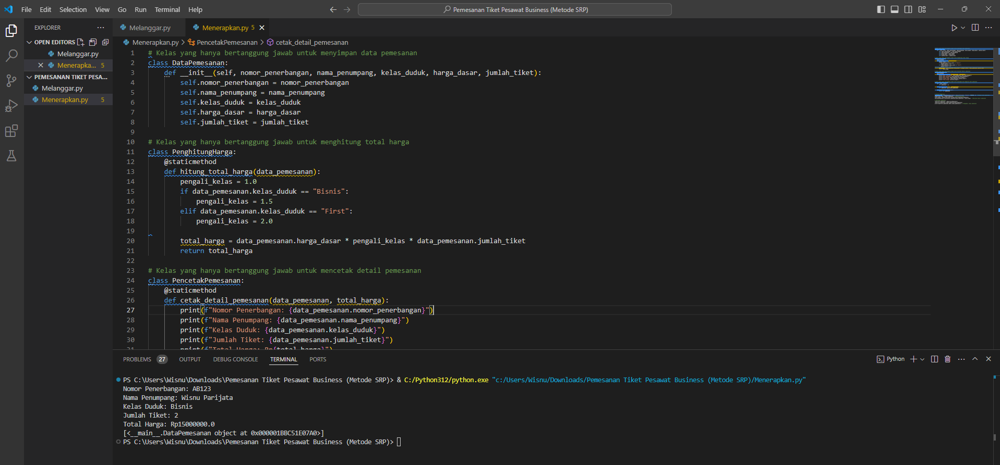 File Edit Selection View Go Run Terminal Help
Pemesanan Tiket Pesawat Business (Metode SRP)
EXPLORER
OPEN EDITORS
Melanggar.py
Menerapka... 5
PEMESANAN TIKET PESA...
Melanggar.py
Menerapkan.py 5
Melanggar.py Menerapkan.py 5
Menerapkan.py > PencetakPemesanan > cetak_detail_pemesanan
1 # Kelas yang hanya bertanggung jawab untuk menyimpan data pemesanan
2 class DataPemesanan:
3 def __init__(self, nomor_penerbangan, nama_penumpang, kelas_duduk, harga_dasar, jumlah_tiket):
4 self.nomor_penerbangan = nomor_penerbangan
5 self.nama_penumpang = nama_penumpang
6 self.kelas_duduk = kelas_duduk
7 self.harga_dasar = harga_dasar
8 self.jumlah_tiket = jumlah_tiket
9
10 # Kelas yang hanya bertanggung jawab untuk menghitung total harga
11 class PenghitungHarga:
12 @staticmethod
13 def hitung_total_harga(data_pemesanan):
14 pengali_kelas = 1.0
15 if data_pemesanan.kelas_duduk == "Bisnis":
16 pengali_kelas = 1.5
17 elif data_pemesanan.kelas_duduk == "First":
18 pengali_kelas = 2.0
19
20 total_harga = data_pemesanan.harga_dasar * pengali_kelas * data_pemesanan.jumlah_tiket
21 return total_harga
22
23 # Kelas yang hanya bertanggung jawab untuk mencetak detail pemesanan
24 class PencetakPemesanan:
25 @staticmethod
26 def cetak_detail_pemesanan(data_pemesanan, total_harga):
27 print(f"Nomor Penerbangan: {data_pemesanan.nomor_penerbangan}")
28 print(f"Nama Penumpang: {data_pemesanan.nama_penumpang}")
29 print(f"Kelas Duduk: {data_pemesanan.kelas_duduk}")
30 print(f"Jumlah Tiket: {data_pemesanan.jumlah_tiket}")
31 print(f"Total Harga: Rp{total_harga}")
PROBLEMS 27 OUTPUT DEBUG CONSOLE TERMINAL PORTS
Python
PS C:\Users\Wisnu\Downloads\Pemesanan Tiket Pesawat Business (Metode SRP)> & C:/Python312/python.exe "c:/Users/Wisnu/Downloads/Pemesanan Tiket Pesawat Business (Metode SRP)/Menerapkan.py"
Nomor Penerbangan: AB123
Nama Penumpang: Wisnu Parijata
Kelas Duduk: Bisnis
Jumlah Tiket: 2
Total Harga: Rp15000000.0
[<__main__.DataPemesanan object at 0x000001BBC51E07A0>]
PS C:\Users\Wisnu\Downloads\Pemesanan Tiket Pesawat Business (Metode SRP)>